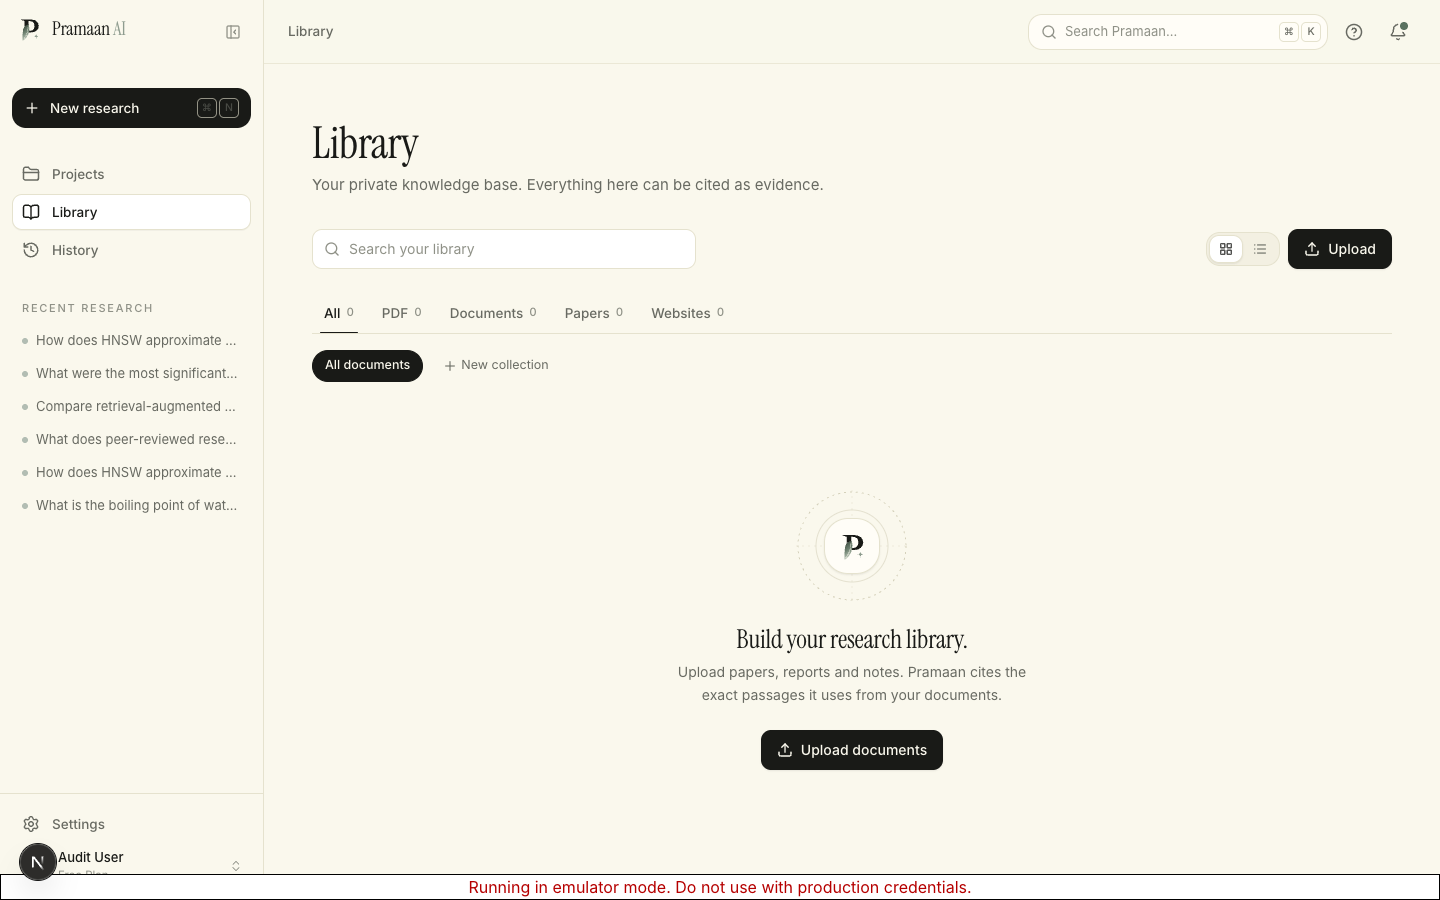 Pramaan AI
Library
Search Pramaan...
⌘ K
New research
⌘ N
Projects
Library
History
RECENT RESEARCH
How does HNSW approximate ...
What were the most significant...
Compare retrieval-augmented ...
What does peer-reviewed rese...
How does HNSW approximate ...
What is the boiling point of wat...
Settings
Audit User
Free Plan
Library
Your private knowledge base. Everything here can be cited as evidence.
Search your library
Upload
All 0 PDF 0 Documents 0 Papers 0 Websites 0
All documents
New collection
Build your research library.
Upload papers, reports and notes. Pramaan cites the
exact passages it uses from your documents.
Upload documents
Running in emulator mode. Do not use with production credentials.